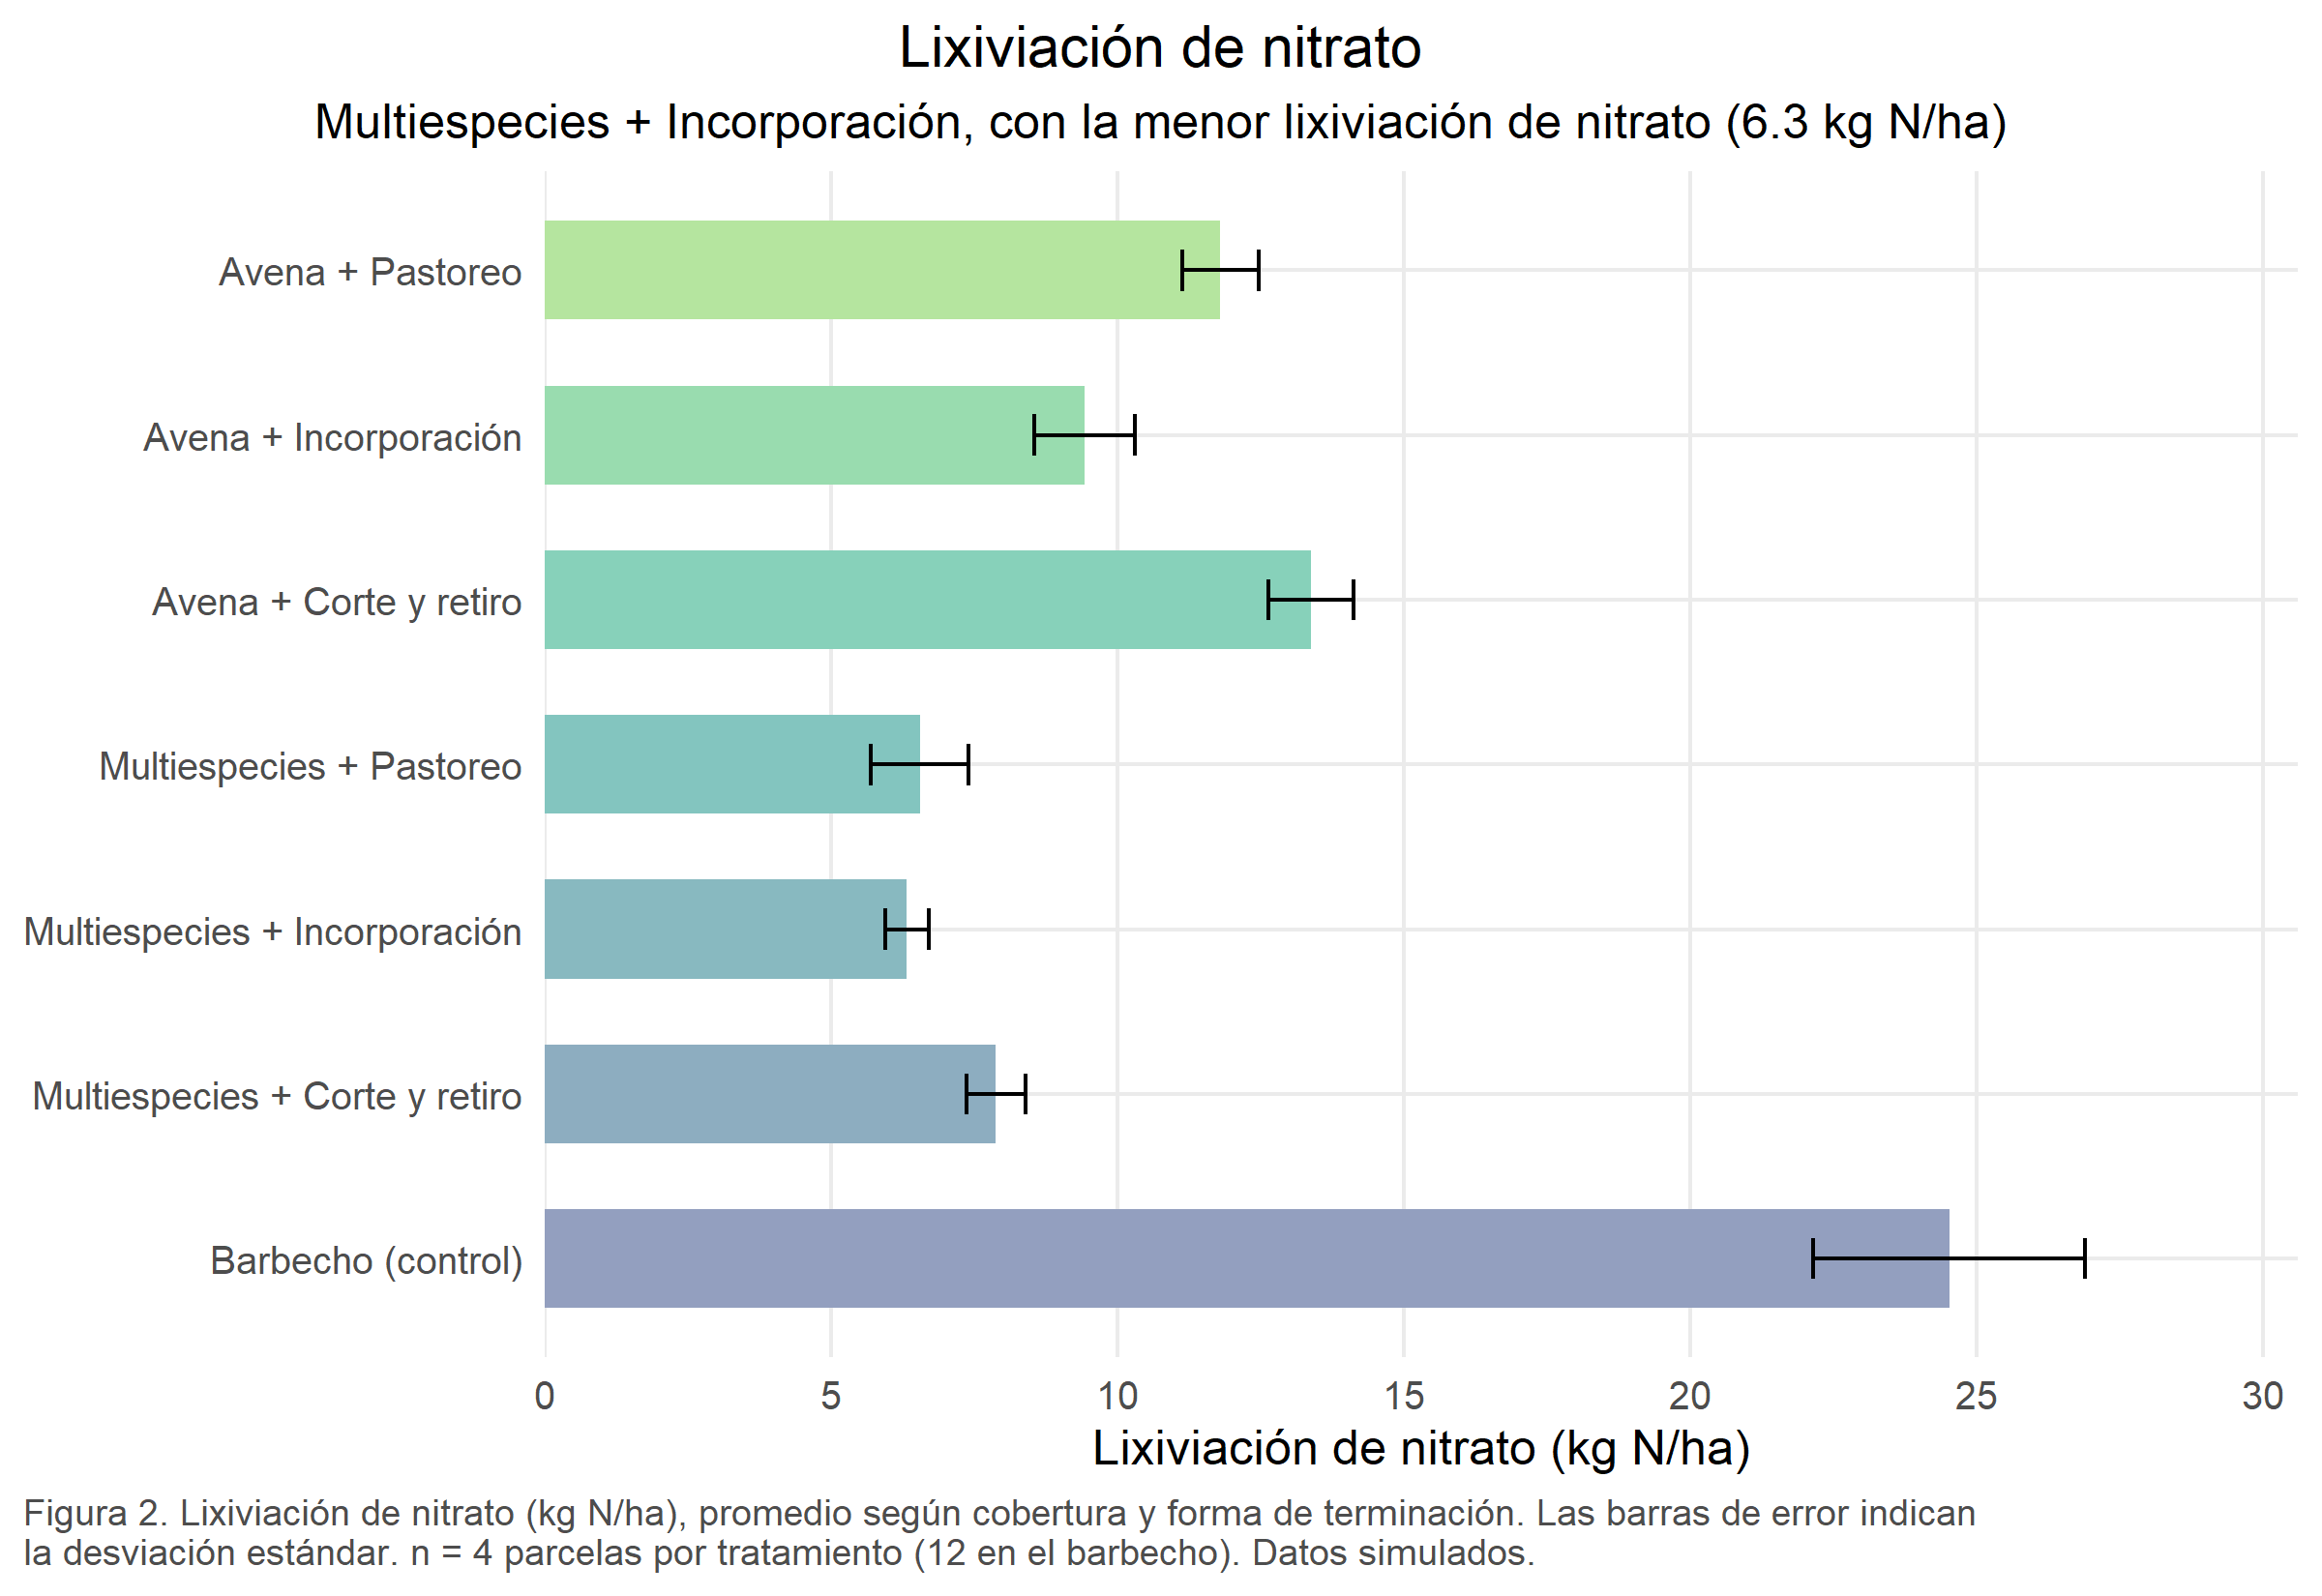 Lixiviación de nitrato
Multiespecies + Incorporación, con la menor lixiviación de nitrato (6.3 kg N/ha)
Avena + Pastoreo
Avena + Incorporación
Avena + Corte y retiro
Multiespecies + Pastoreo
Multiespecies + Incorporación
Multiespecies + Corte y retiro
Barbecho (control)
0 5 10 15 20 25 30
Lixiviación de nitrato (kg N/ha)
Figura 2. Lixiviación de nitrato (kg N/ha), promedio según cobertura y forma de terminación. Las barras de error indican
la desviación estándar. n = 4 parcelas por tratamiento (12 en el barbecho). Datos simulados.